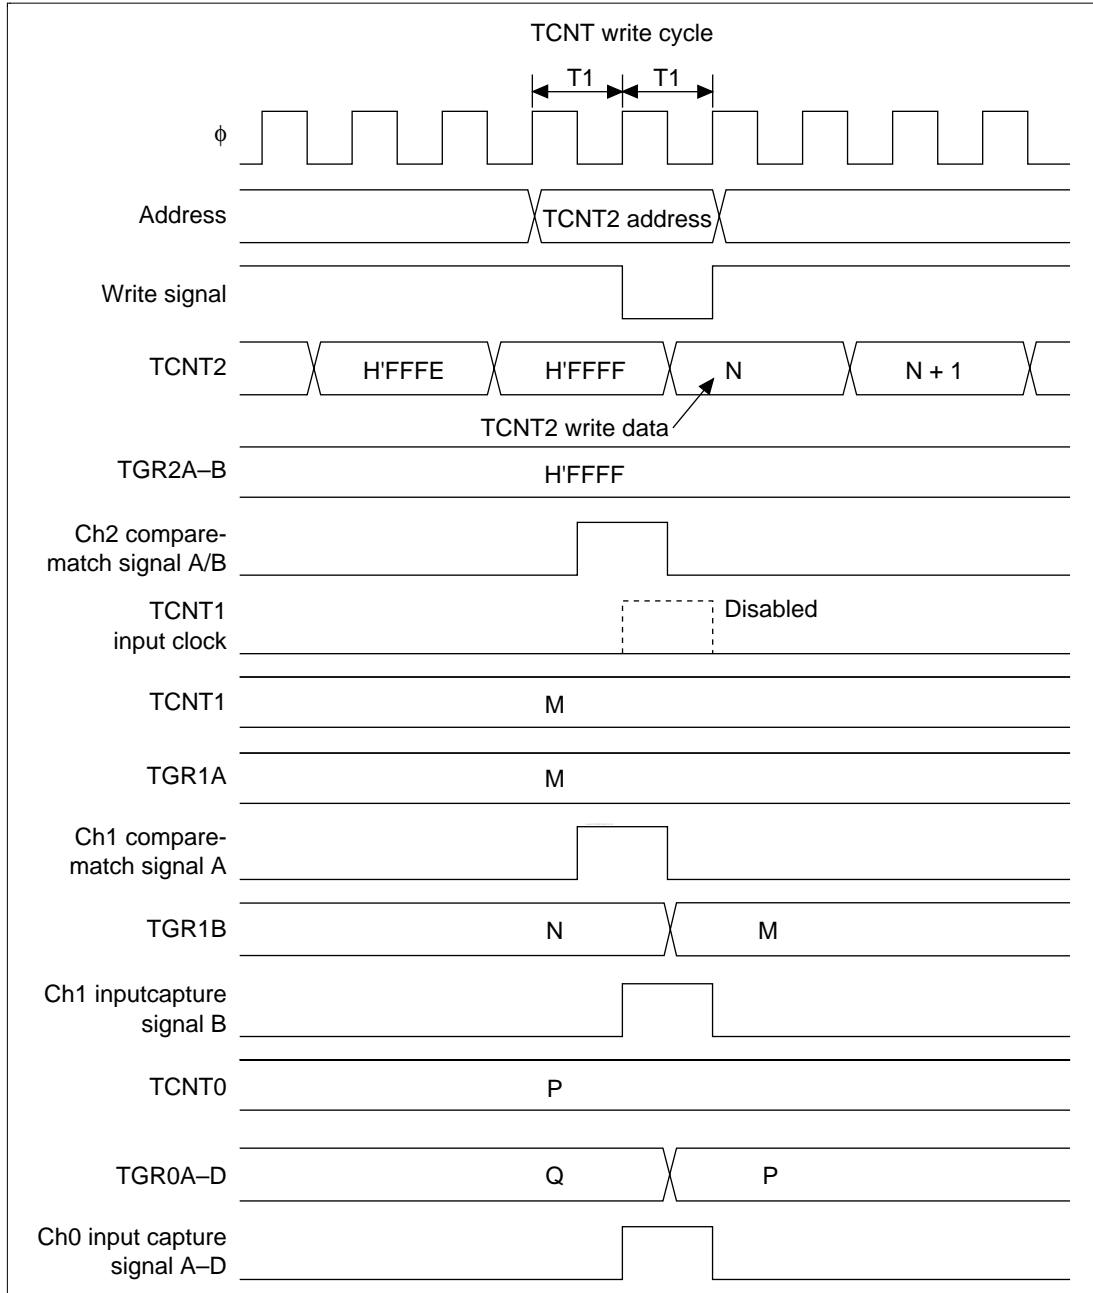 TCNT write cycle
T1 T1
ϕ
Address
TCNT2 address
Write signal
TCNT2
H'FFFE H'FFFF N N + 1
TCNT2 write data
TGR2A–B
H'FFFF
Ch2 compare-
match signal A/B
TCNT1
input clock
Disabled
TCNT1
M
TGR1A
M
Ch1 compare-
match signal A
TGR1B
N M
Ch1 inputcapture
signal B
TCNT0
P
TGR0A–D
Q P
Ch0 input capture
signal A–D